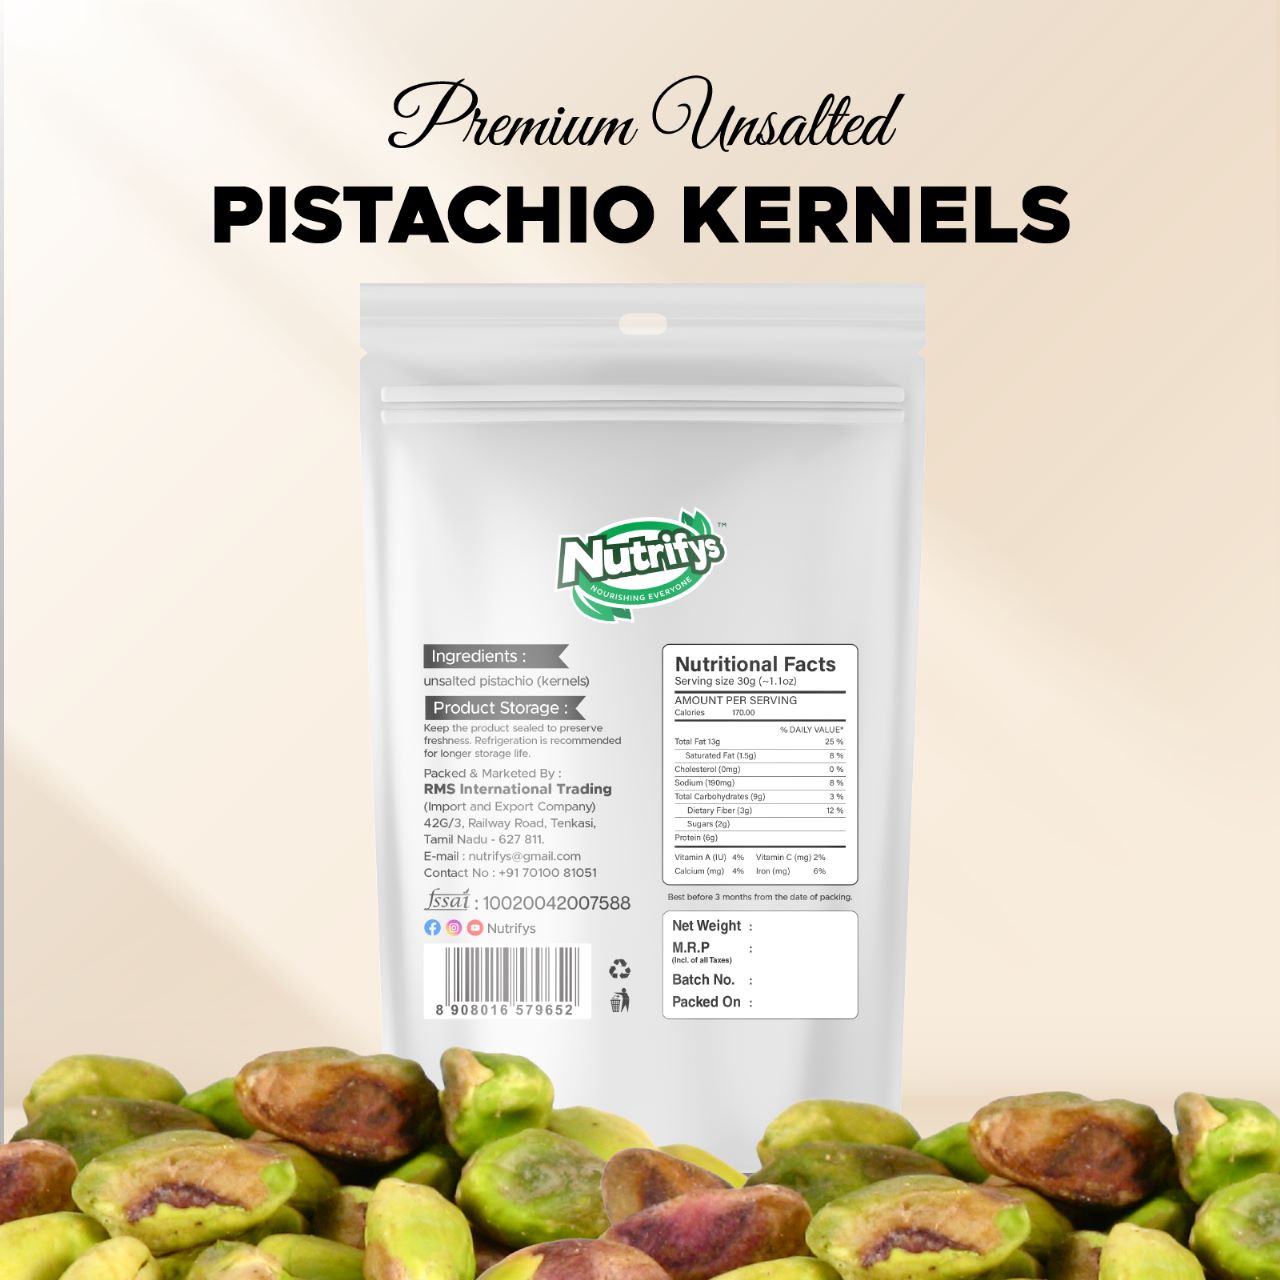 Premium Unsalted
PISTACHIO KERNELS
Nutrifys™
NOURISHING EVERYONE
Ingredients :
unsalted pistachio (kernels)
Product Storage :
Keep the product sealed to preserve
freshness. Refrigeration is recommended
for longer storage life.
Packed & Marketed By :
RMS International Trading
(Import and Export Company)
42G/3, Railway Road, Tenkasi,
Tamil Nadu - 627 811.
E-mail : nutrifys@gmail.com
Contact No : +91 70100 81051
fssai : 10020042007588
Nutrifys
8 908016 579652
Nutritional Facts
Serving size 30g (~1.1oz)
AMOUNT PER SERVING
Calories 170.00
% DAILY VALUE*
Total Fat 13g 25 %
Saturated Fat (1.5g) 8 %
Cholesterol (0mg) 0 %
Sodium (190mg) 8 %
Total Carbohydrates (9g) 3 %
Dietary Fiber (3g) 12 %
Sugars (2g)
Protein (6g)
Vitamin A (IU) 4% Vitamin C (mg) 2%
Calcium (mg) 4% Iron (mg) 6%
Best before 3 months from the date of packing.
Net Weight :
M.R.P :
(Incl. of all Taxes)
Batch No. :
Packed On :